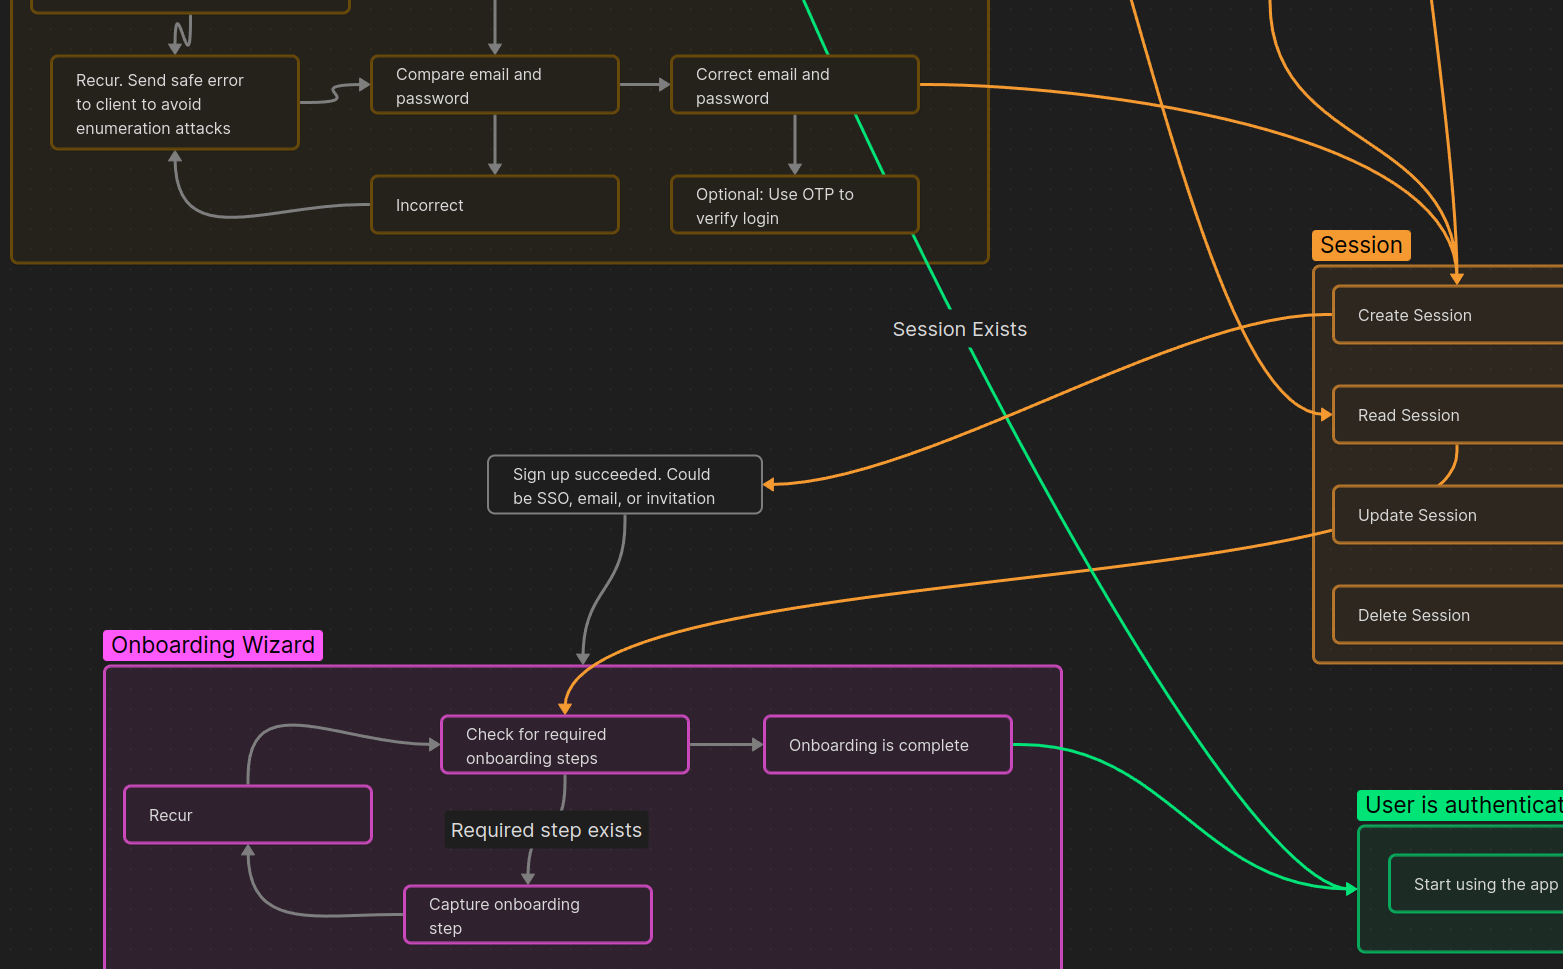 Recur. Send safe error
to client to avoid
enumeration attacks
Compare email and
password
Correct email and
password
Incorrect
Optional: Use OTP to
verify login
Session
Session Exists
Create Session
Read Session
Sign up succeeded. Could
be SSO, email, or invitation
Update Session
Delete Session
Onboarding Wizard
Check for required
onboarding steps
Onboarding is complete
Recur
Required step exists
User is authenticat
Start using the app
Capture onboarding
step